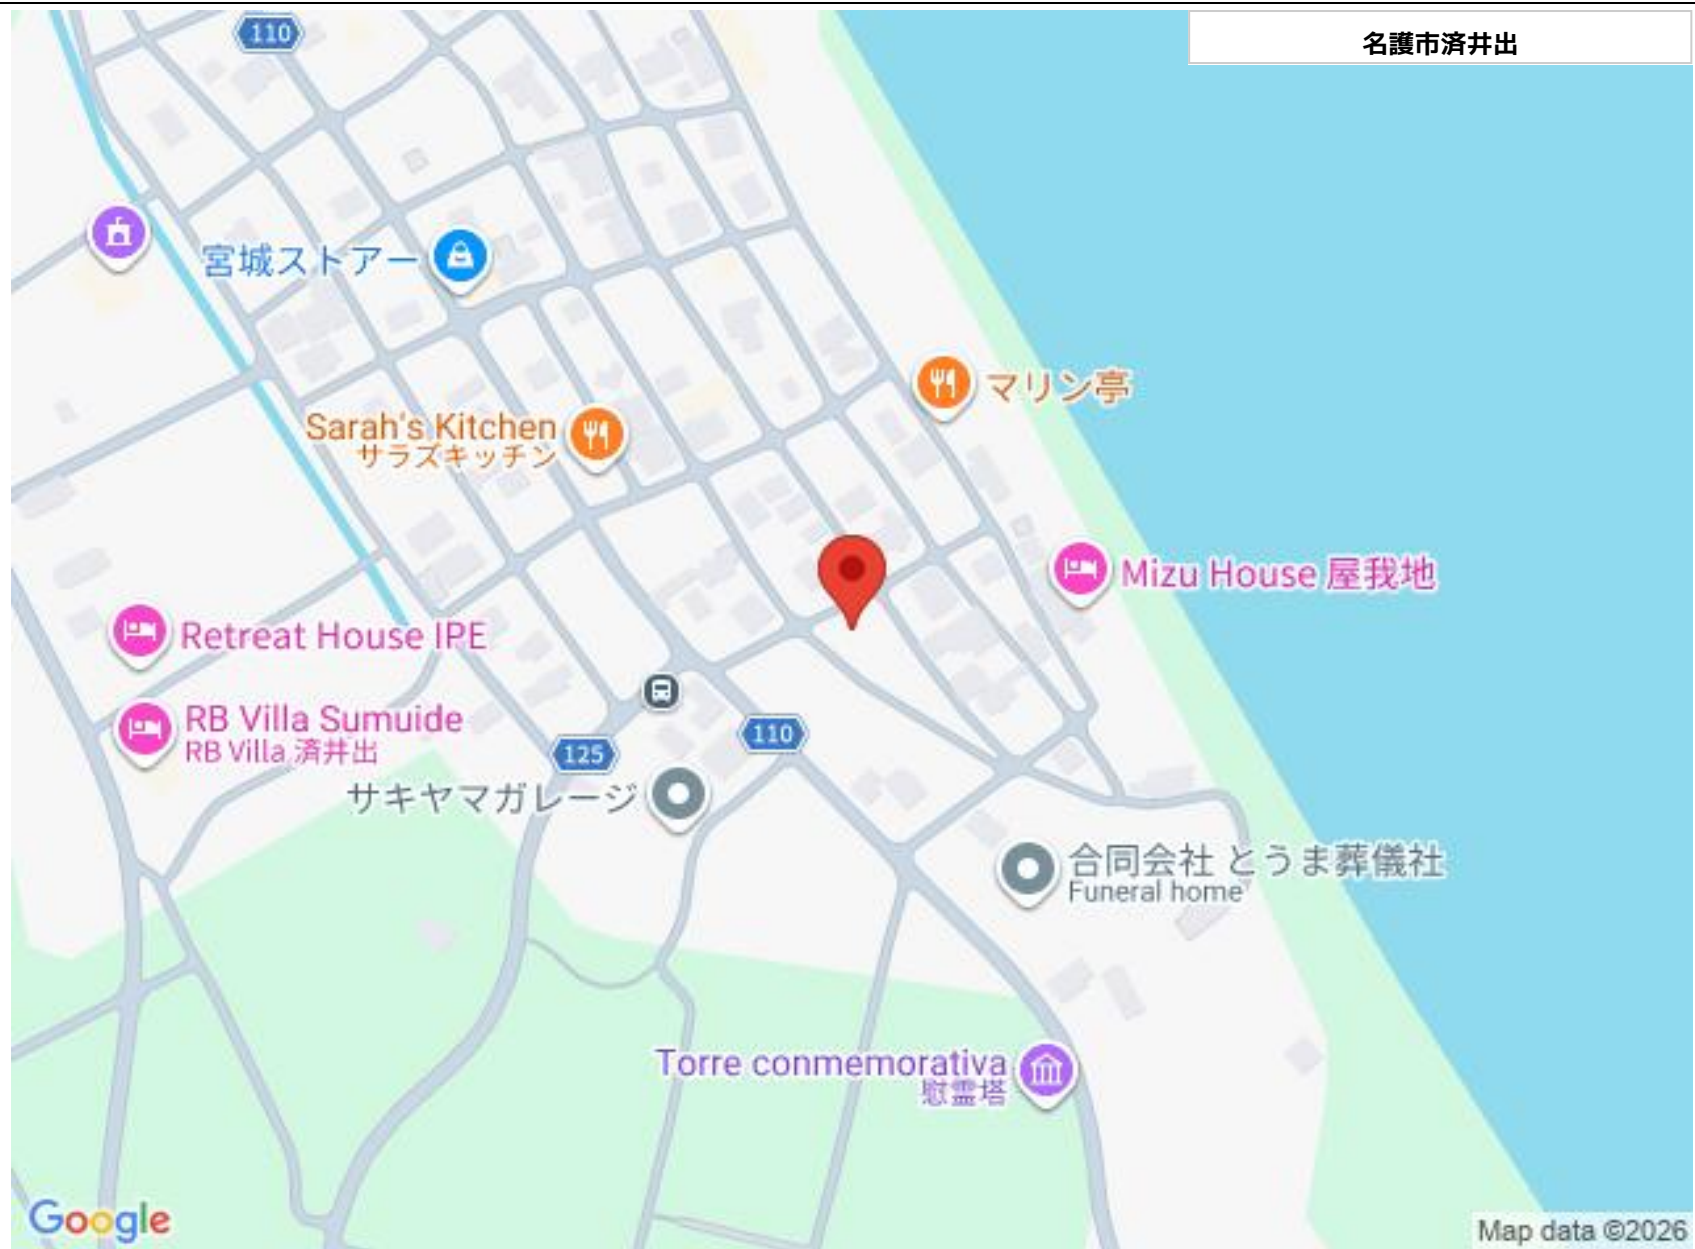 110
名護市済井出
宮城ストアー
マリン亭
Sarah's Kitchen
サラズキッチン
Mizu House 屋我地
Retreat House IPE
RB Villa Sumuide
RB Villa 済井出
125
110
サキヤマガレージ
合同会社 とうま葬儀社
Funeral home
Torre conmemorativa
慰霊塔
Google
Map data ©2026